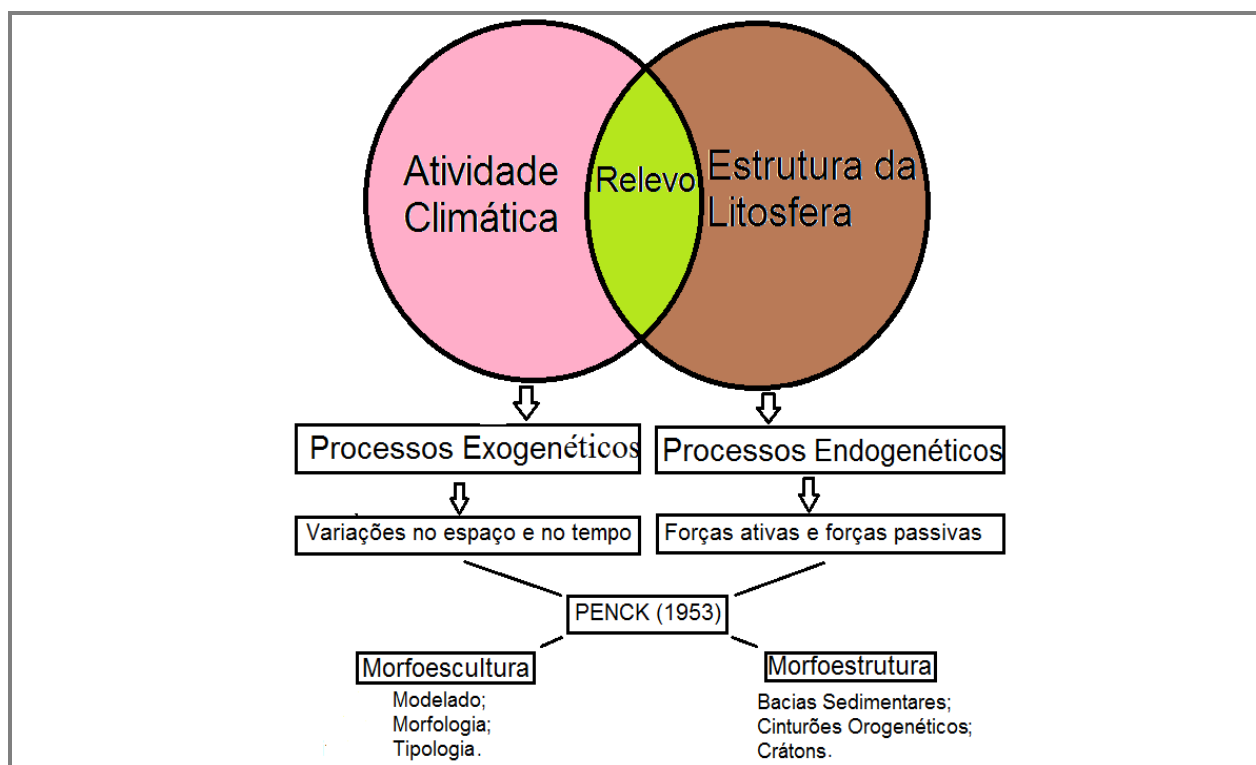 Atividade
Climática
Relevo
Estrutura da
Litosfera
Processos Exogenéticos
Processos Endogenéticos
Variações no espaço e no tempo
Forças ativas e forças passivas
PENCK (1953)
Morfoescultura
Modelado;
Morfologia;
Tipologia.
Morfoestrutura
Bacias Sedimentares;
Cinturões Orogenéticos;
Crátons.